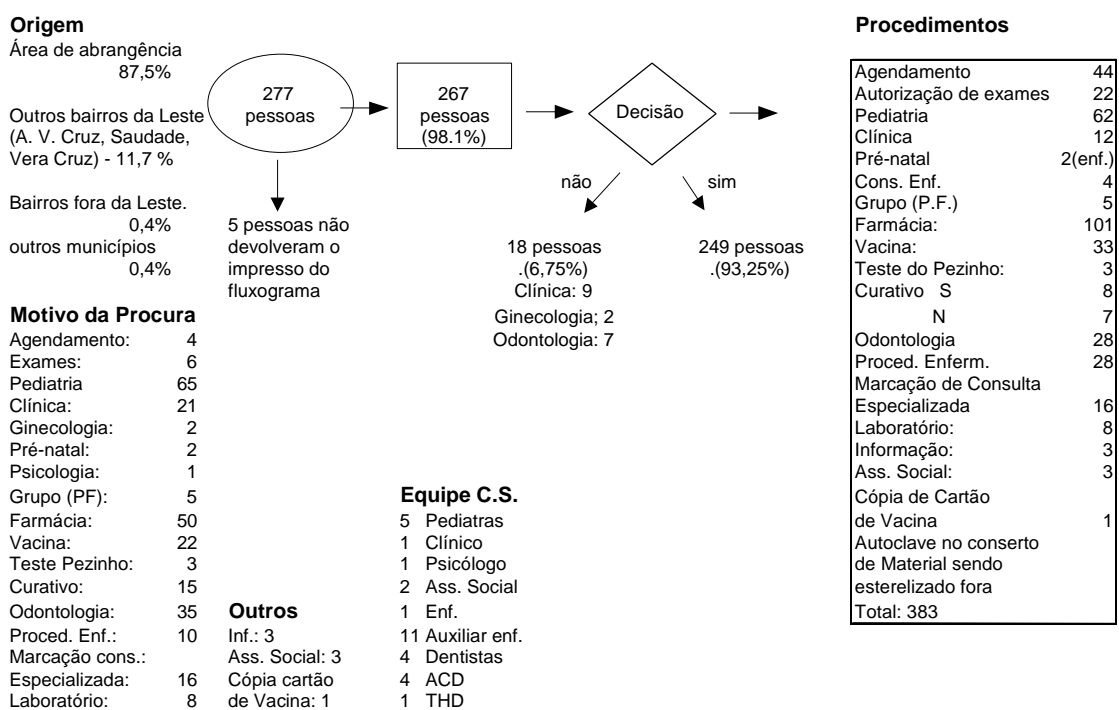 Origem
Área de abrangência
87,5%
Outros bairros da Leste
(A. V. Cruz, Saudade,
Vera Cruz) - 11,7 %
Bairros fora da Leste.
0,4%
outros municípios
0,4%
277
pessoas
267
pessoas
(98.1%)
Decisão
não
sim
5 pessoas não
devolveram o
impresso do
fluxograma
18 pessoas
.(6,75%)
Clínica: 9
Ginecologia; 2
Odontologia: 7
249 pessoas
.(93,25%)
Motivo da Procura
Agendamento: 4
Exames: 6
Pediatria 65
Clínica: 21
Ginecologia: 2
Pré-natal: 2
Psicologia: 1
Grupo (PF): 5
Farmácia: 50
Vacina: 22
Teste Pezinho: 3
Curativo: 15
Odontologia: 35
Proced. Enf.: 10
Marcação cons.:
Especializada: 16
Laboratório: 8
Outros
Inf.: 3
Ass. Social: 3
Cópia cartão
de Vacina: 1
Equipe C.S.
5 Pediatras
1 Clínico
1 Psicólogo
2 Ass. Social
1 Enf.
11 Auxiliar enf.
4 Dentistas
4 ACD
1 THD
Procedimentos
Agendamento 44
Autorização de exames 22
Pediatria 62
Clínica 12
Pré-natal 2(enf.)
Cons. Enf. 4
Grupo (P.F.) 5
Farmácia: 101
Vacina: 33
Teste do Pezinho: 3
Curativo S 8
N 7
Odontologia 28
Proced. Enferm. 28
Marcação de Consulta
Especializada 16
Laboratório: 8
Informação: 3
Ass. Social: 3
Cópia de Cartão
de Vacina 1
Autoclave no conserto
de Material sendo
esterelizado fora
Total: 383